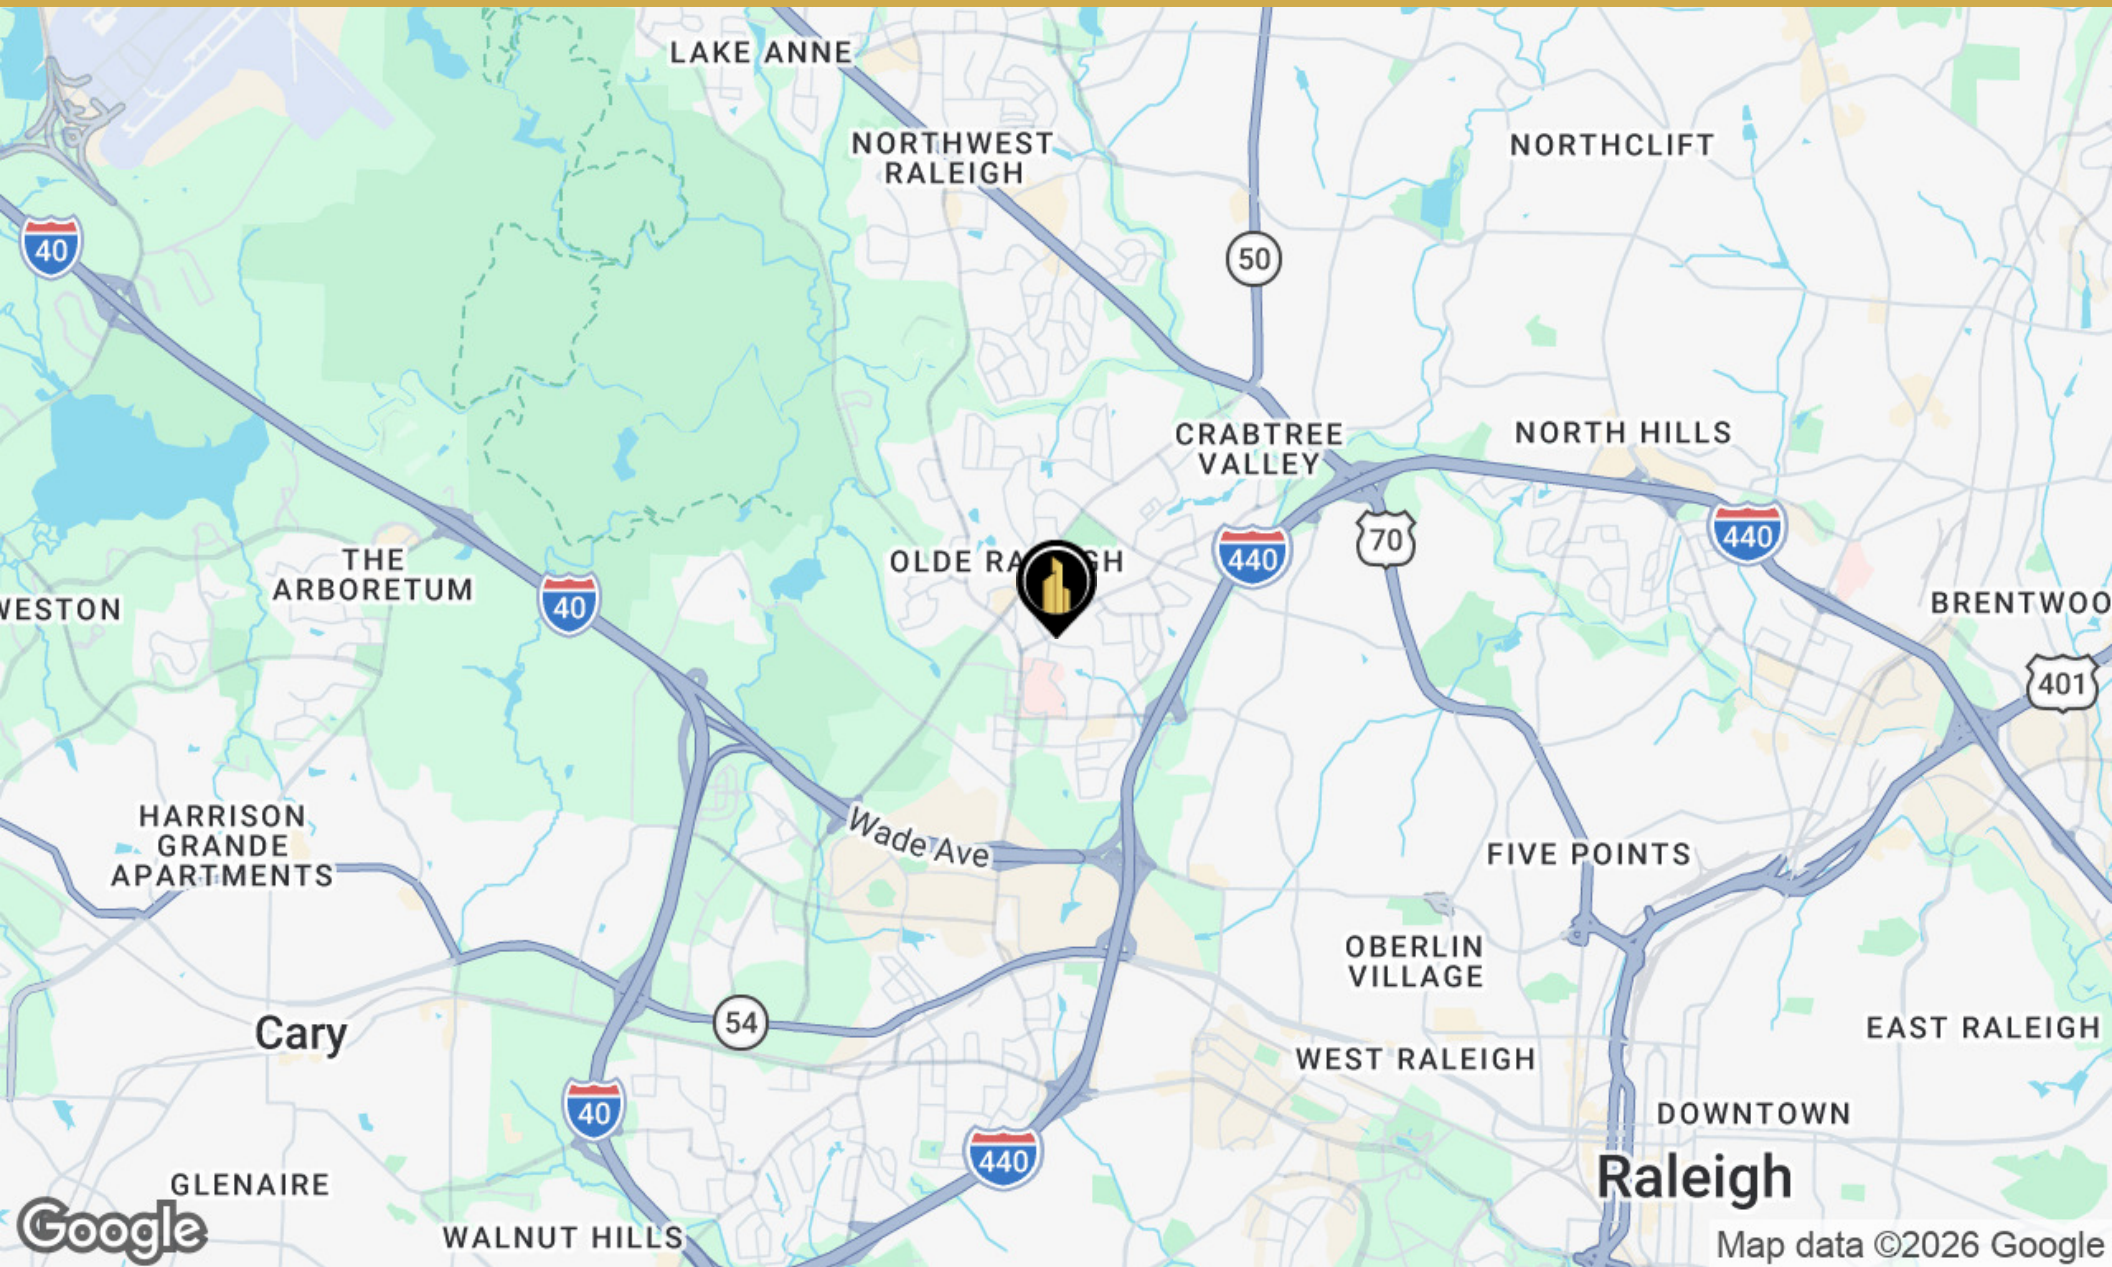 LAKE ANNE
NORTHWEST
RALEIGH
NORTHCLIFT
40
50
CRABTREE
VALLEY
NORTH HILLS
440
70
440
THE
ARBORETUM
OLDE RA
GH
40
WESTON
BRENTWOO
401
HARRISON
GRANDE
APARTMENTS
Wade Ave
FIVE POINTS
OBERLIN
VILLAGE
Cary
54
EAST RALEIGH
WEST RALEIGH
40
DOWNTOWN
440
Raleigh
GLENAIRE
WALNUT HILLS
Google
Map data ©2026 Google